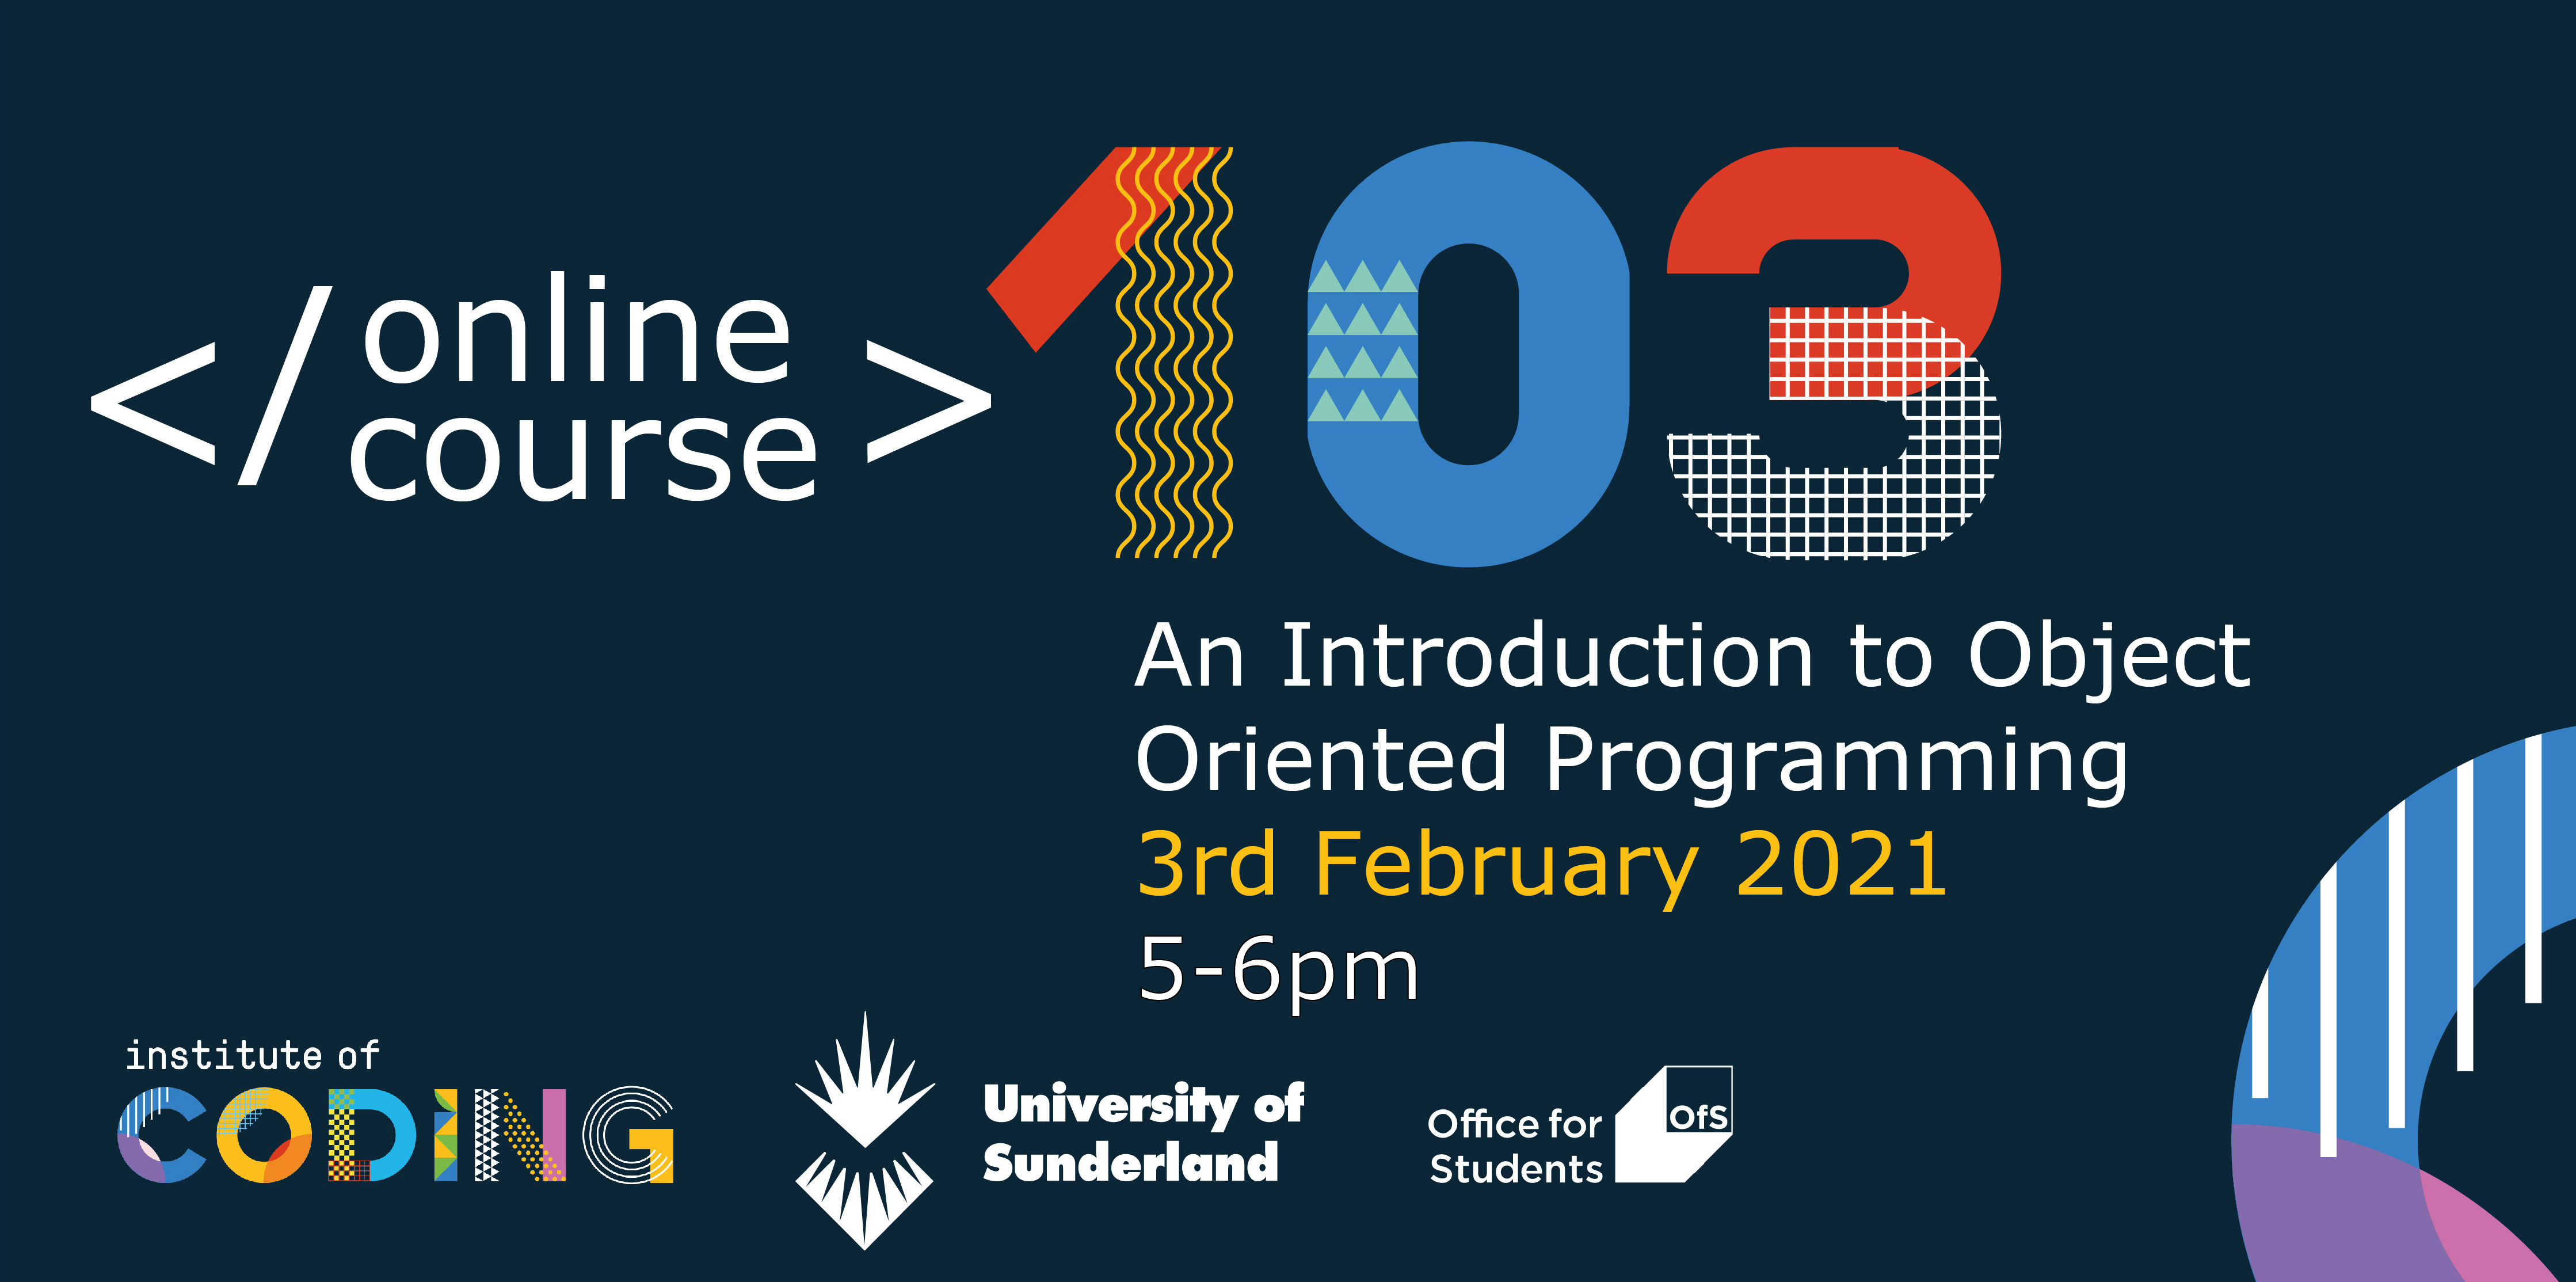 </ online
course >
103
An Introduction to Object
Oriented Programming
3rd February 2021
5-6pm
institute of
CODiNG
University of
Sunderland
Office for
Students
OfS